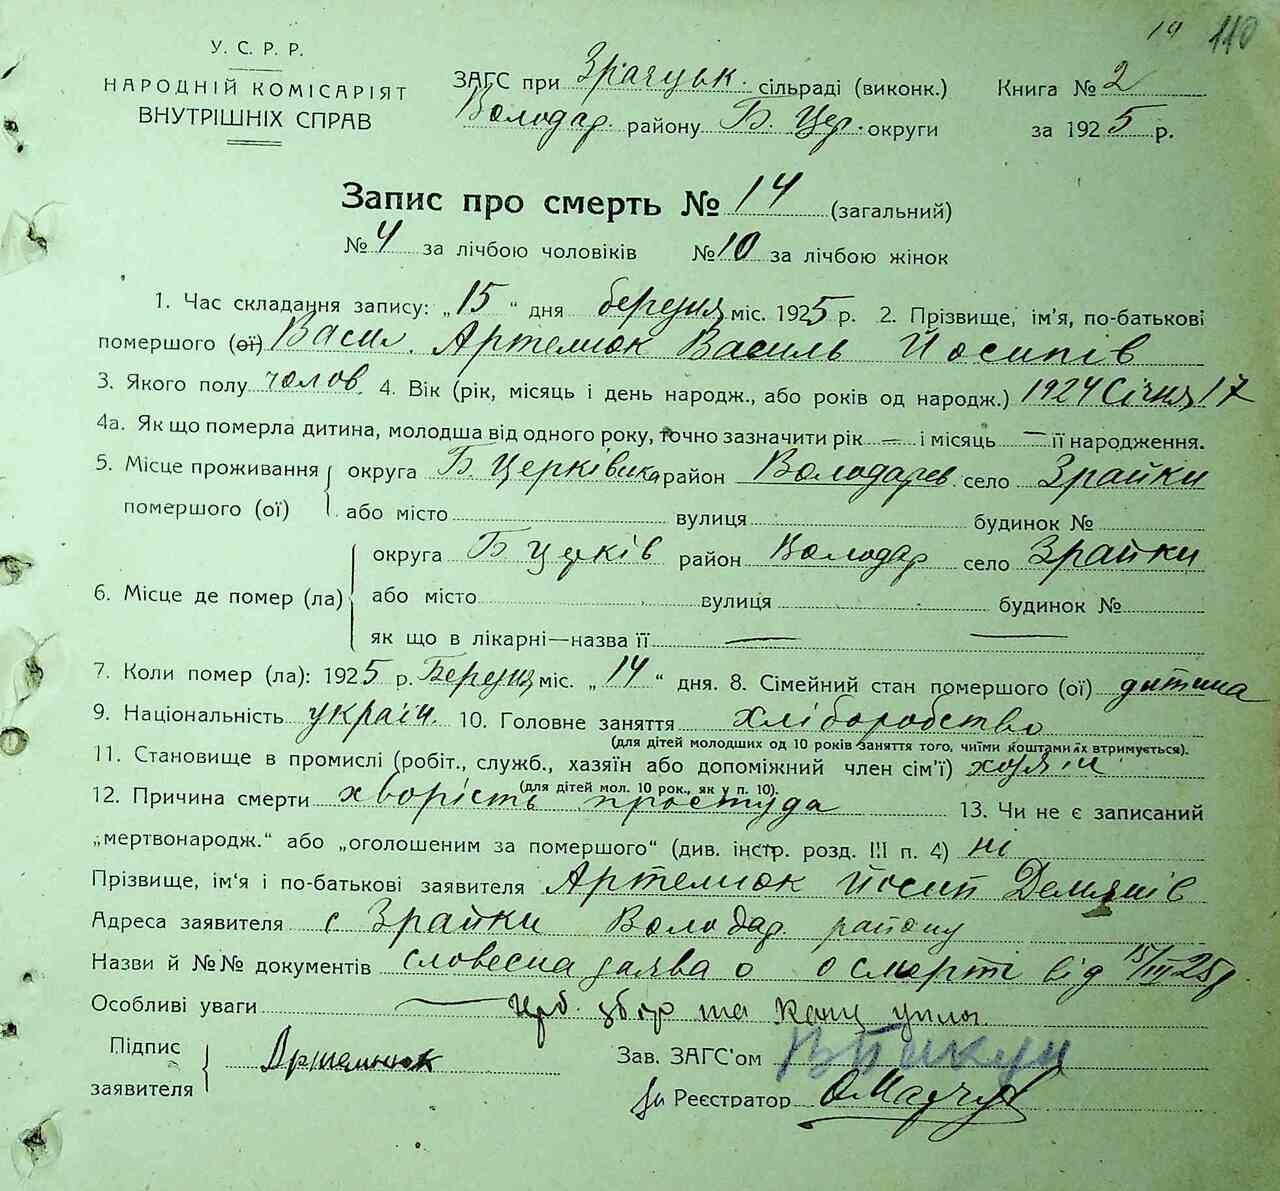 19 110
У. С. Р. Р.
НАРОДНІЙ КОМІСАРІЯТ
ВНУТРІШНІХ СПРАВ
ЗАГС при Зрачуськ. сільраді (виконк.)
Володар. району Б. Цер. округи
Книга № 2
за 1925 р.
Запис про смерть № 14 (загальний)
№ 4 за лічбою чоловіків № 10 за лічбою жінок
1. Час складання запису: „15“ дня березня міс. 1925 р. 2. Прізвище, ім'я, по-батькові
помершого (ої) Васил. Артемюк Василь Йосипів
3. Якого полу чолов. 4. Вік (рік, місяць і день народж., або років од народж.) 1924 Січня 17
4а. Як що померла дитина, молодша від одного року, точно зазначити рік — і місяць — її народження.
5. Місце проживання помершого (ої) округа Б. Церківська район Володарев. село Зрайки
або місто вулиця будинок №
6. Місце де помер (ла) округа Б Церків район Володар село Зрайки
або місто вулиця будинок №
як що в лікарні—назва її — —
7. Коли помер (ла): 1925 р. Березня міс. „14“ дня. 8. Сімейний стан помершого (ої) дитина
9. Національність україн. 10. Головне заняття хліборобство
(для дітей молодших од 10 років заняття того, чиїми коштами їх втримується).
11. Становище в промислі (робіт., служб., хазяїн або допоміжний член сім'ї) хозяїн
(для дітей мол. 10 рок., як у п. 10).
12. Причина смерти хворість простуда 13. Чи не є записаний
„мертвонародж.“ або „оголошеним за помершого“ (див. інстр. розд. III п. 4) ні
Прізвище, ім'я і по-батькові заявителя Артемюк Йосип Демянів
Адреса заявителя с Зрайки Володар. району
Назви й №№ документів словесна заява о о смерті від 15/III 25р
Особливі уваги — збір та Канц
Підпис заявителя Артемюк
Зав. ЗАГС'ом
Реєстратор